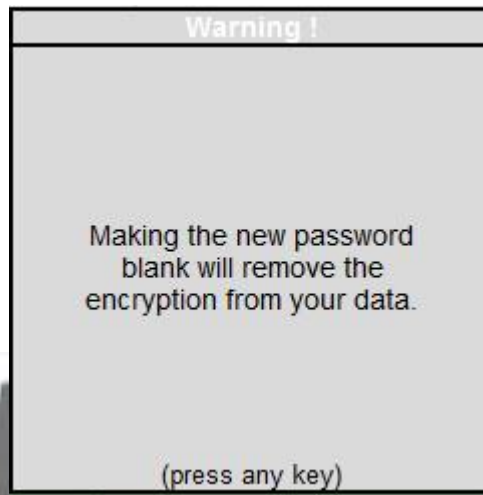 Warning !
Making the new password
blank will remove the
encryption from your data.
(press any key)